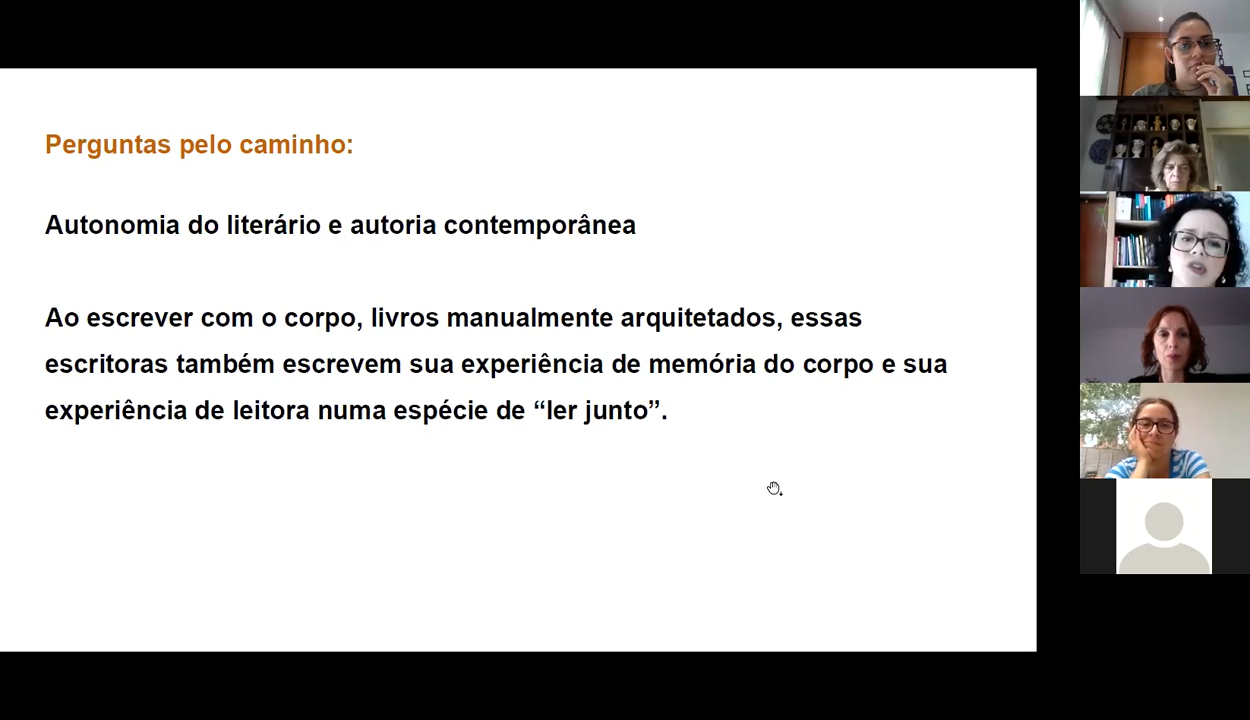 Perguntas pelo caminho:
Autonomia do literário e autoria contemporânea
Ao escrever com o corpo, livros manualmente arquitetados, essas
escritoras também escrevem sua experiência de memória do corpo e sua
experiência de leitora numa espécie de “ler junto”.